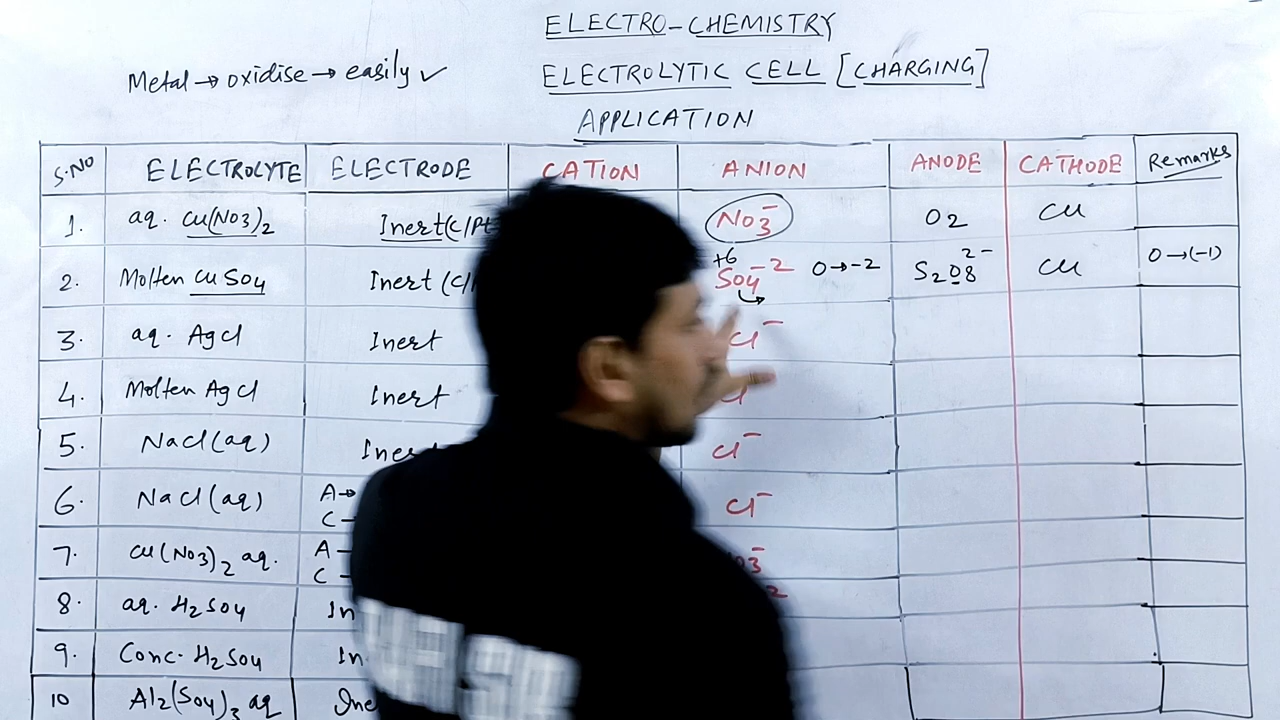 ELECTRO-CHEMISTRY
Metal → oxidise → easily ✓
ELECTROLYTIC CELL [CHARGING]
APPLICATION
S.NO ELECTROLYTE ELECTRODE CATION ANION ANODE CATHODE Remarks
1. aq. Cu(NO3)2 Inert (C/Pt NO3⁻ O2 Cu
2. Molten CuSO4 Inert (C/ +6 SO4⁻² O→-2 S2O8²⁻ Cu O→(-1)
3. aq. AgCl Inert Cl⁻
4. Molten AgCl Inert
5. NaCl(aq) Cl⁻
6. NaCl(aq) A→ C- Cl⁻
7. Cu(NO3)2 aq. A- C-
8. aq. H2SO4
9. Conc. H2SO4
10 Al2(SO4)3 aq